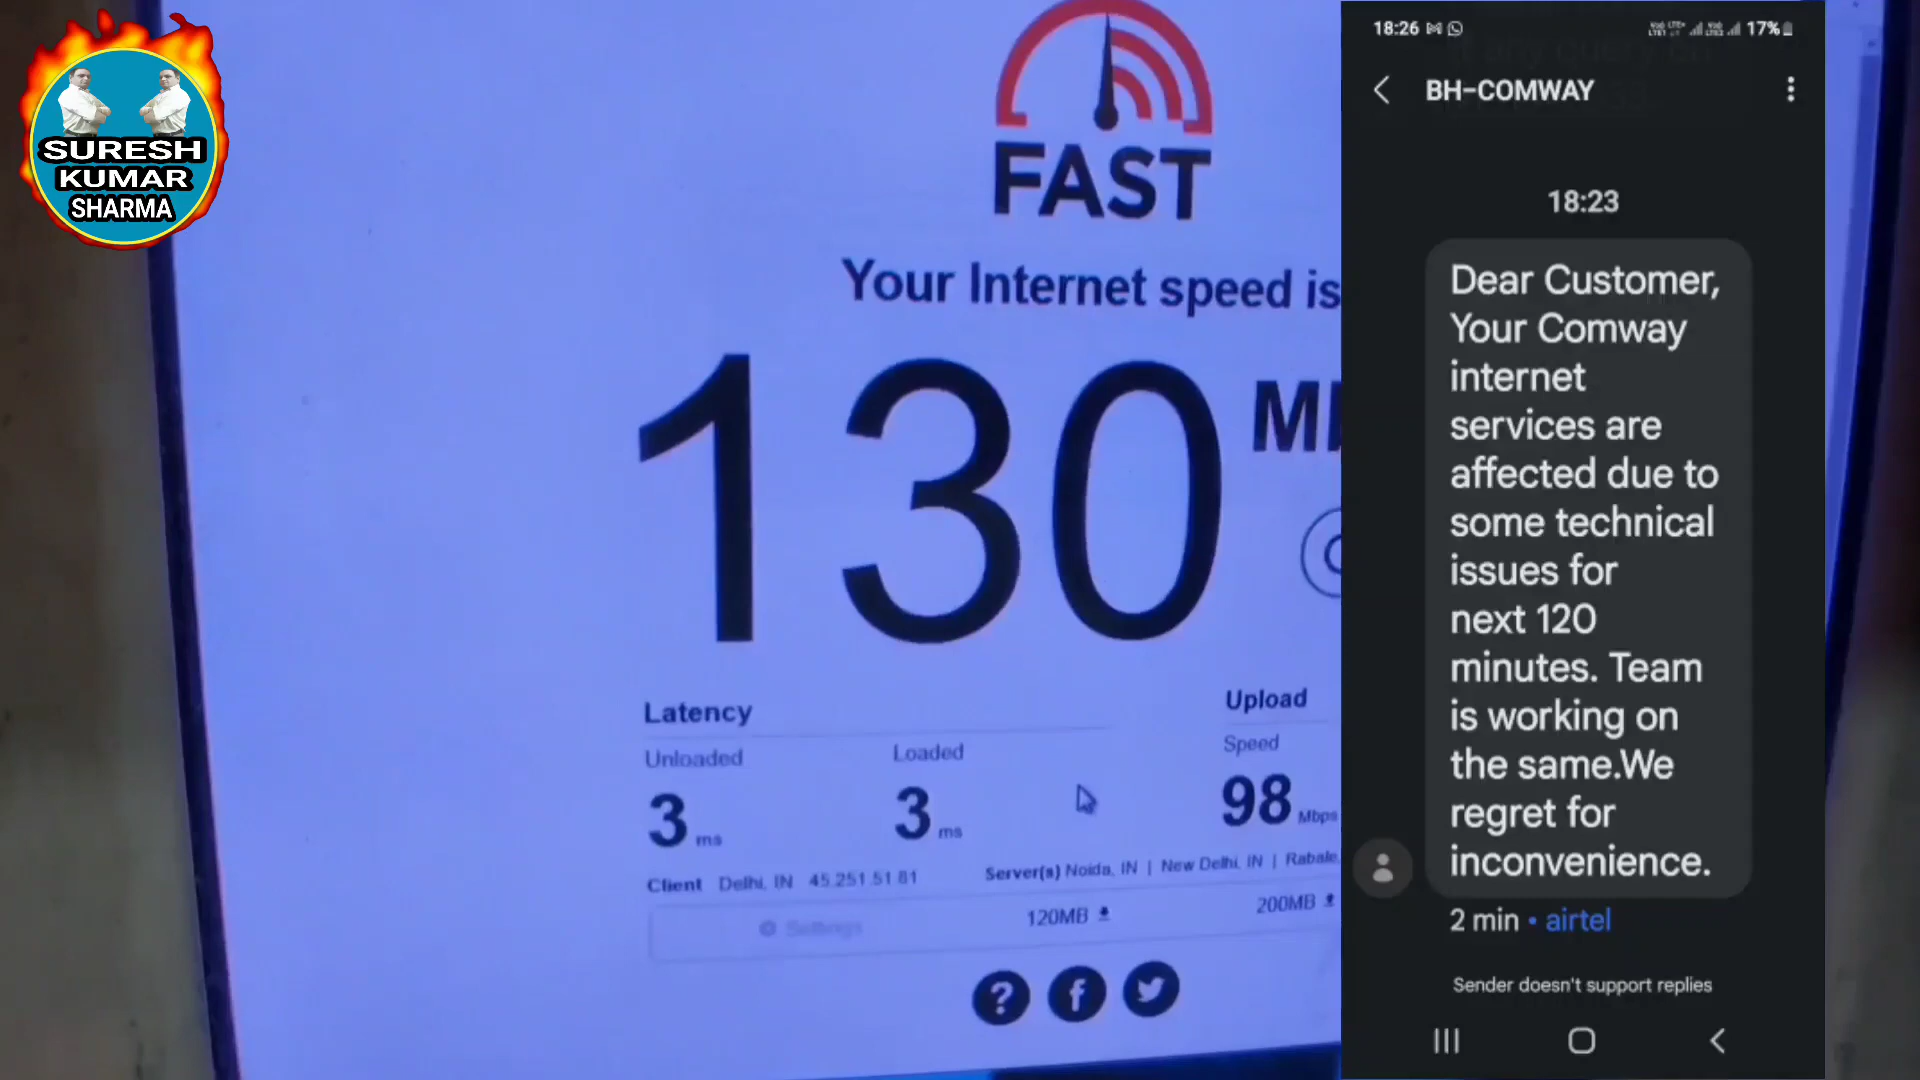 SURESH
KUMAR
SHARMA
FAST
Your Internet speed is
130
Latency
Unloaded Loaded
3 ms 3 ms
Upload
Speed
98 Mbps
Client Delhi, IN 45.251.51.81
Server(s) Noida, IN | New Delhi, IN | Rabale,
Settings 120MB 200MB
18:26 17%
BH-COMWAY
18:23
Dear Customer,
Your Comway
internet
services are
affected due to
some technical
issues for
next 120
minutes. Team
is working on
the same.We
regret for
inconvenience.
2 min • airtel
Sender doesn't support replies